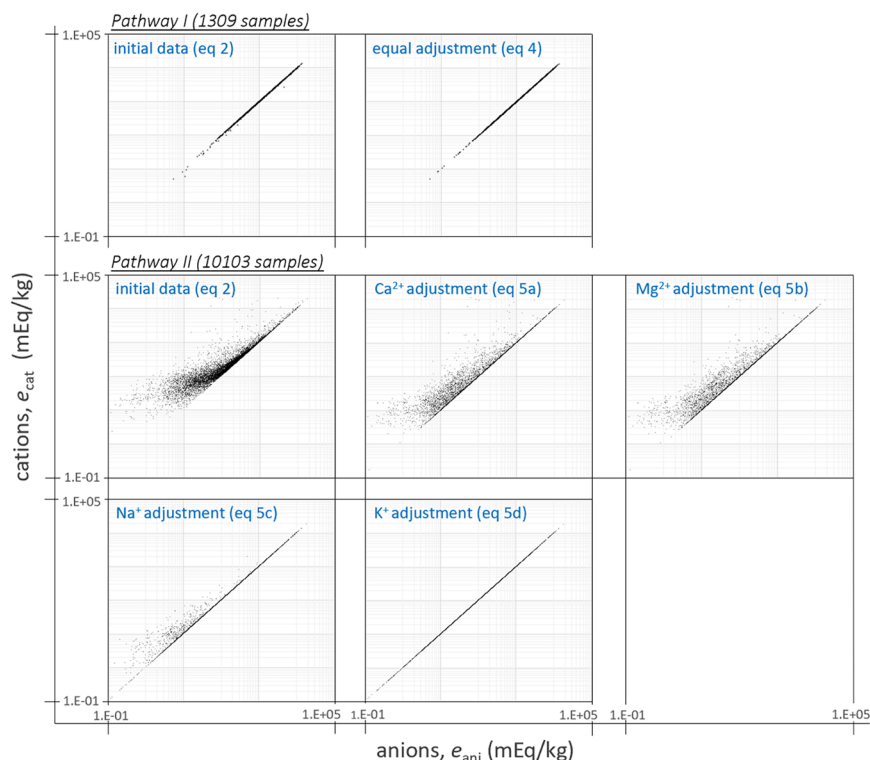 Pathway I (1309 samples)
1.E+05
initial data (eq 2)
equal adjustment (eq 4)
1.E-01
Pathway II (10103 samples)
1.E+05
initial data (eq 2)
Ca²⁺ adjustment (eq 5a)
Mg²⁺ adjustment (eq 5b)
cations, e_cat (mEq/kg)
1.E-01
1.E+05
Na⁺ adjustment (eq 5c)
K⁺ adjustment (eq 5d)
1.E-01
1.E-01 1.E+05 1.E-01 1.E+05 1.E-01 1.E+05
anions, e_ani (mEq/kg)